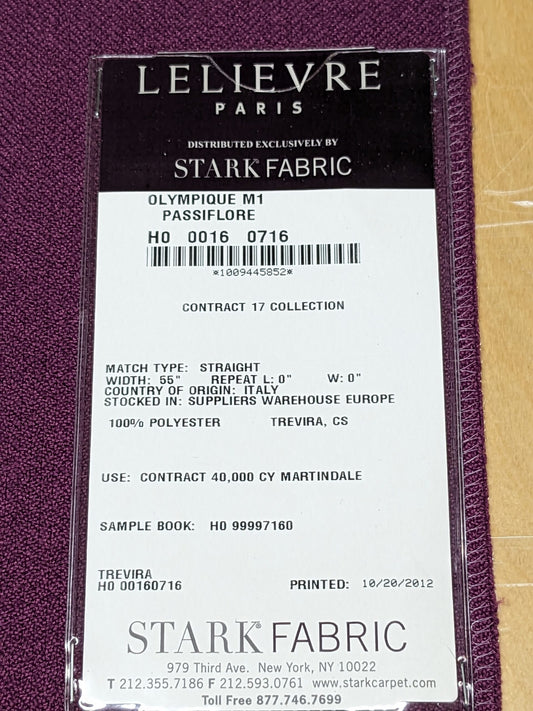 LELIEVRE
PARIS
DISTRIBUTED EXCLUSIVELY BY
STARK® FABRIC
OLYMPIQUE M1
PASSIFLORE
H0 0016 0716
*1009445852*
CONTRACT 17 COLLECTION
MATCH TYPE: STRAIGHT
WIDTH: 55" REPEAT L: 0" W: 0"
COUNTRY OF ORIGIN: ITALY
STOCKED IN: SUPPLIERS WAREHOUSE EUROPE
100% POLYESTER TREVIRA, CS
USE: CONTRACT 40,000 CY MARTINDALE
SAMPLE BOOK: H0 99997160
TREVIRA
H0 00160716 PRINTED: 10/20/2012
STARK® FABRIC
979 Third Ave. New York, NY 10022
T 212.355.7186 F 212.593.0761 www.starkcarpet.com
Toll Free 877.746.7699